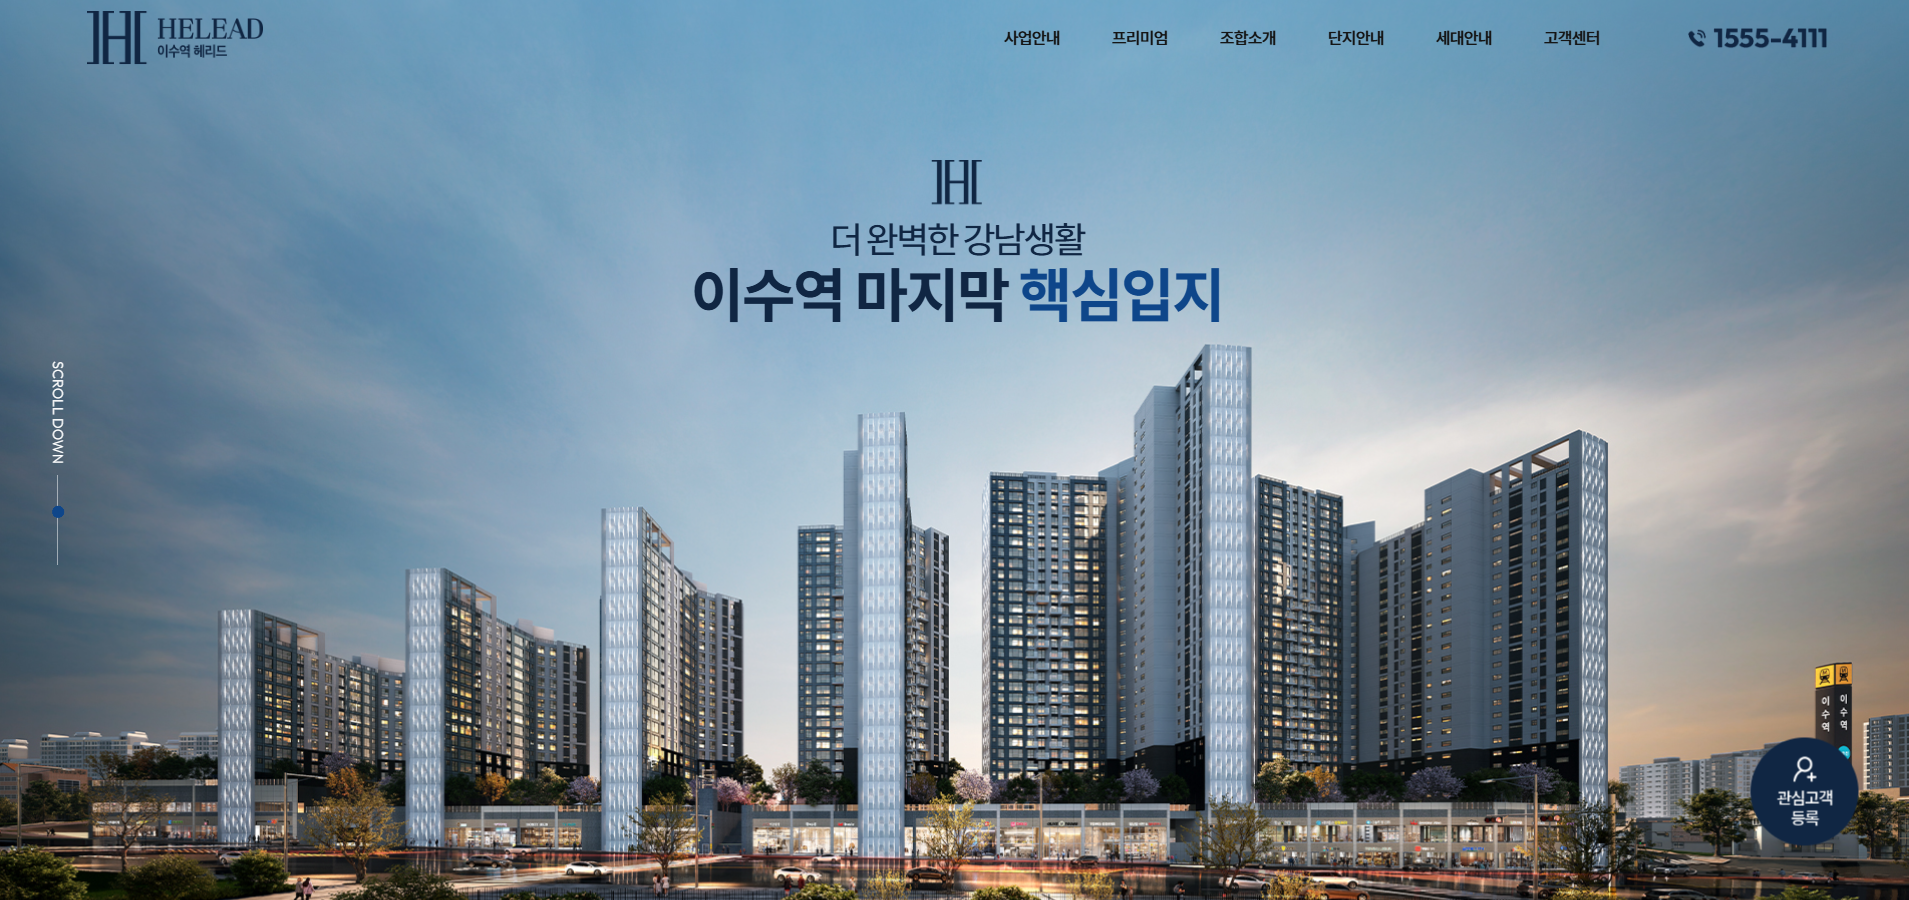 HELEAD
이수역 헤리드
사업안내
프리미엄
조합소개
단지안내
세대안내
고객센터
1555-4111
더 완벽한 강남생활
이수역 마지막 핵심입지
SCROLL DOWN
이수역
이수역
관심고객
등록